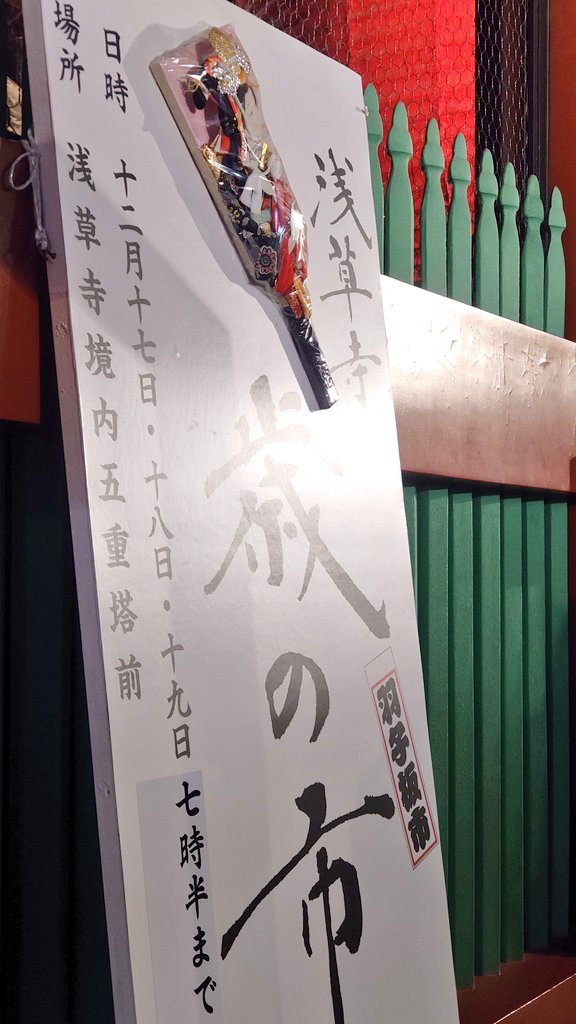 浅草寺
歳の市
羽子板市
日時 十二月十七日・十八日・十九日
七時半まで
場所 浅草寺境内五重塔前